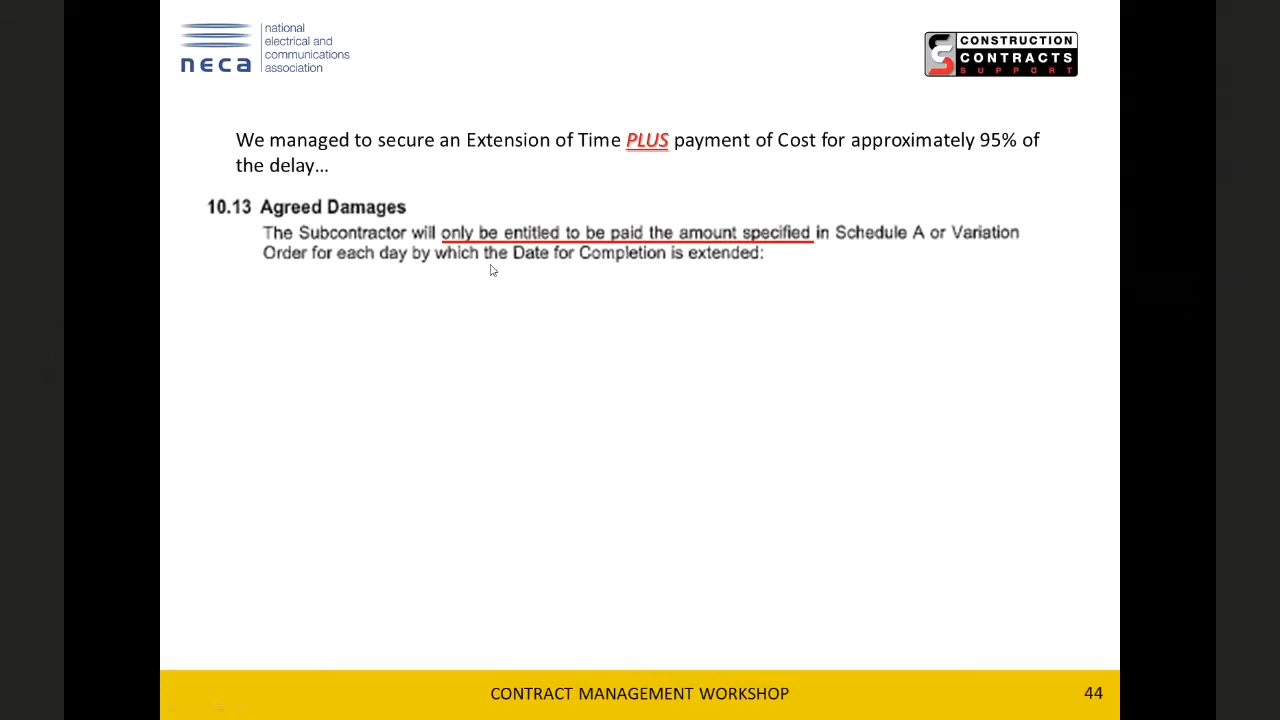 national
electrical and
communications
association
neca
CONSTRUCTION
CONTRACTS
SUPPORT
We managed to secure an Extension of Time PLUS payment of Cost for approximately 95% of
the delay…
10.13 Agreed Damages
The Subcontractor will only be entitled to be paid the amount specified in Schedule A or Variation
Order for each day by which the Date for Completion is extended:
CONTRACT MANAGEMENT WORKSHOP
44